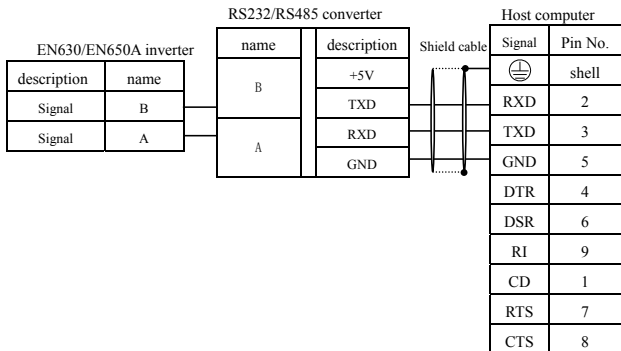 RS232/RS485 converter
Host computer
EN630/EN650A inverter
name description
Shield cable
Signal Pin No.
description name
B
+5V
shell
Signal B
TXD
RXD 2
Signal A
A
RXD
TXD 3
GND
GND 5
DTR 4
DSR 6
RI 9
CD 1
RTS 7
CTS 8